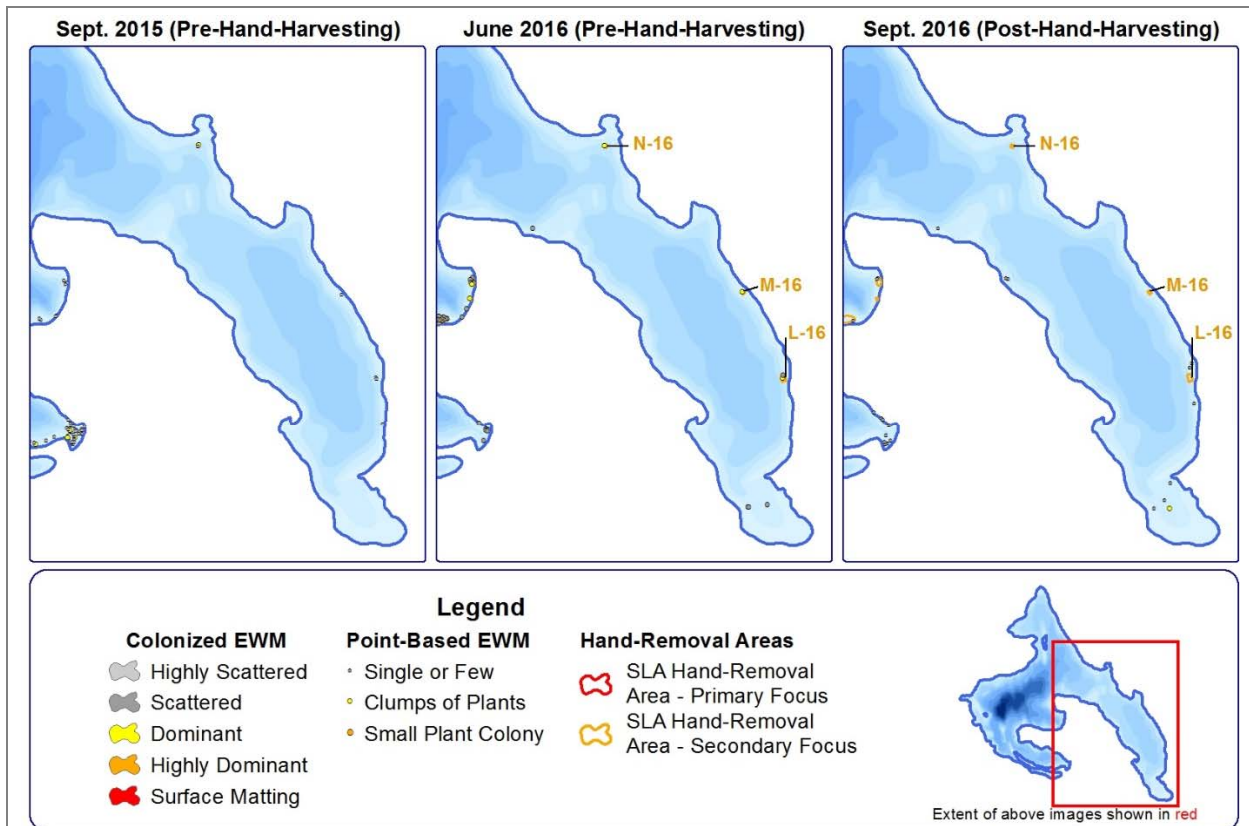 Sept. 2015 (Pre-Hand-Harvesting)
June 2016 (Pre-Hand-Harvesting)
Sept. 2016 (Post-Hand-Harvesting)
N-16
M-16
L-16
N-16
M-16
L-16
Legend
Colonized EWM
Highly Scattered
Scattered
Dominant
Highly Dominant
Surface Matting
Point-Based EWM
Single or Few
Clumps of Plants
Small Plant Colony
Hand-Removal Areas
SLA Hand-Removal
Area - Primary Focus
SLA Hand-Removal
Area - Secondary Focus
Extent of above images shown in red